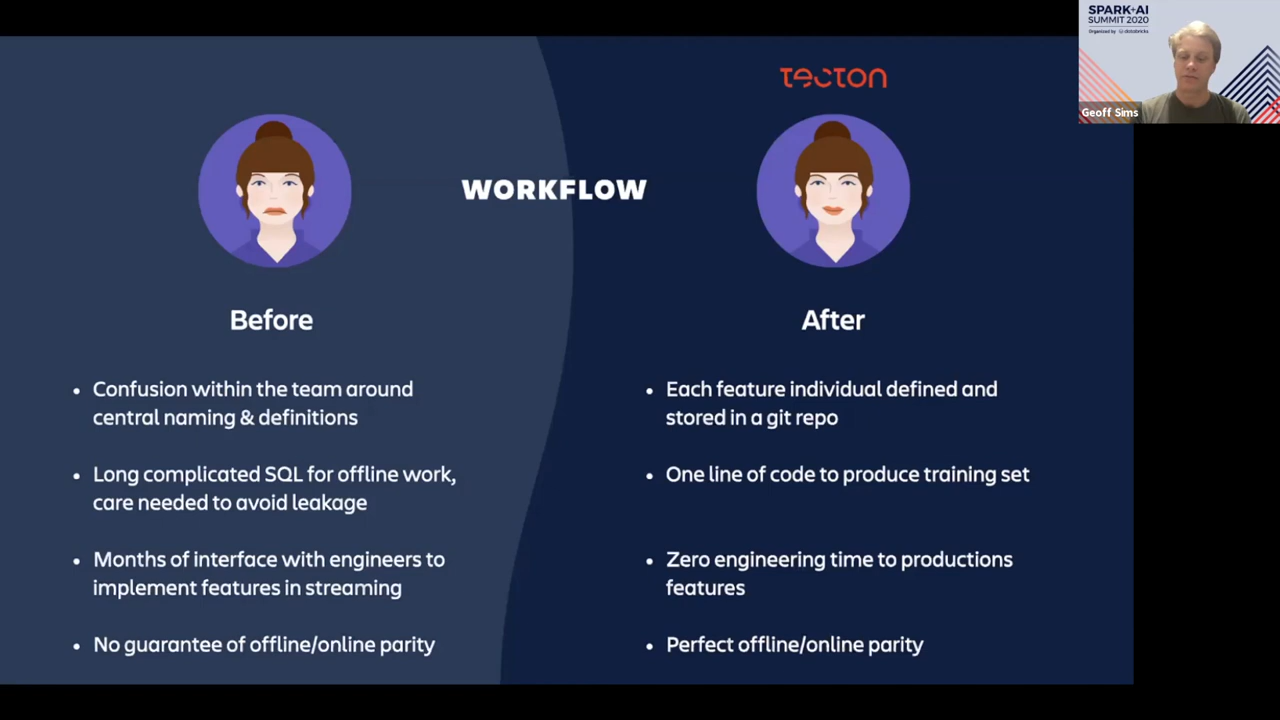 SPARK+AI
SUMMIT 2020
Organized by databricks
Geoff Sims
TECTON
WORKFLOW
Before
• Confusion within the team around
central naming & definitions
• Long complicated SQL for offline work,
care needed to avoid leakage
• Months of interface with engineers to
implement features in streaming
• No guarantee of offline/online parity
After
• Each feature individual defined and
stored in a git repo
• One line of code to produce training set
• Zero engineering time to productions
features
• Perfect offline/online parity